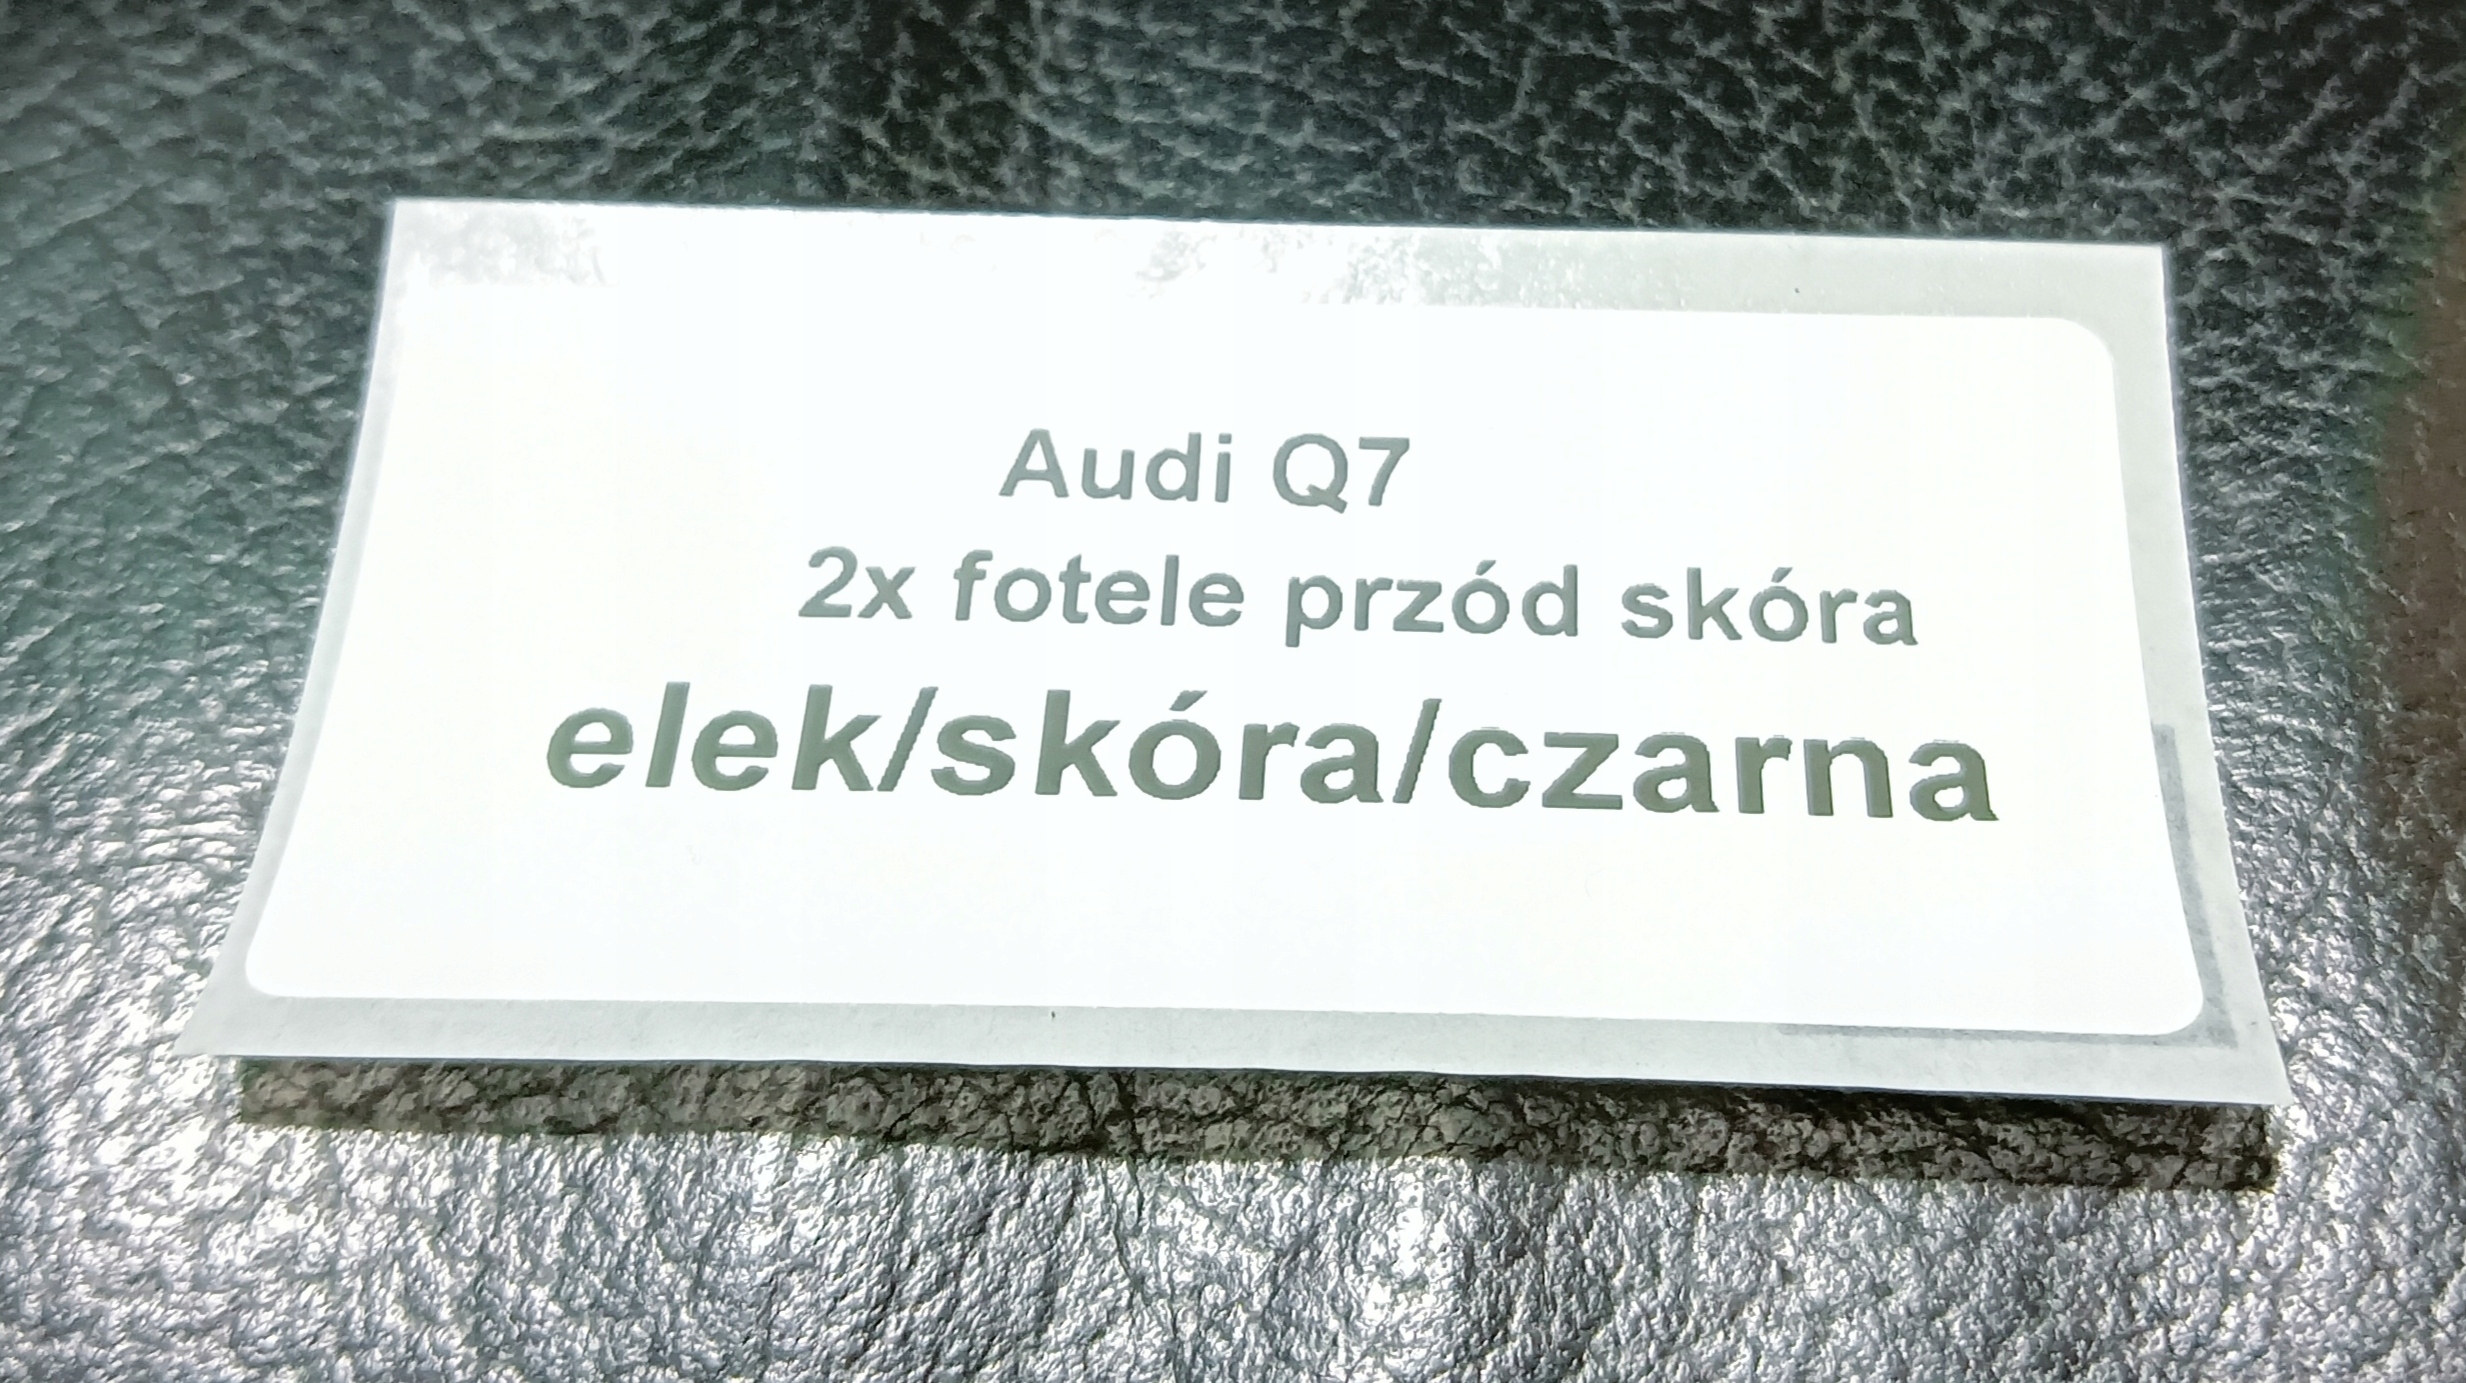 Audi Q7
2x fotele przód skóra
elek/skóra/czarna